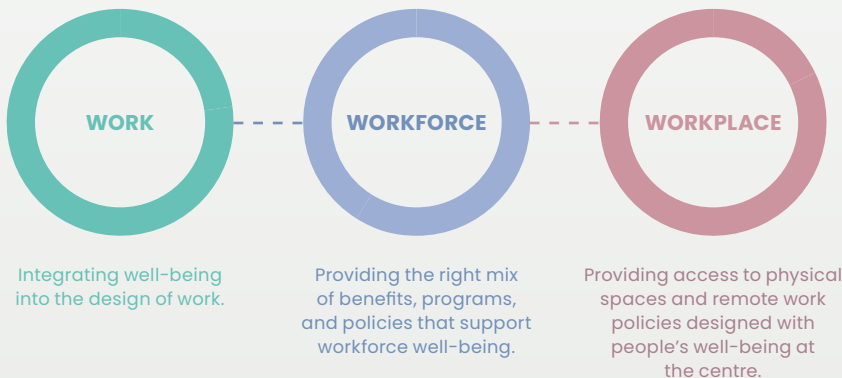 WORK
WORKFORCE
WORKPLACE
Integrating well-being
into the design of work.
Providing the right mix
of benefits, programs,
and policies that support
workforce well-being.
Providing access to physical
spaces and remote work
policies designed with
people’s well-being at
the centre.